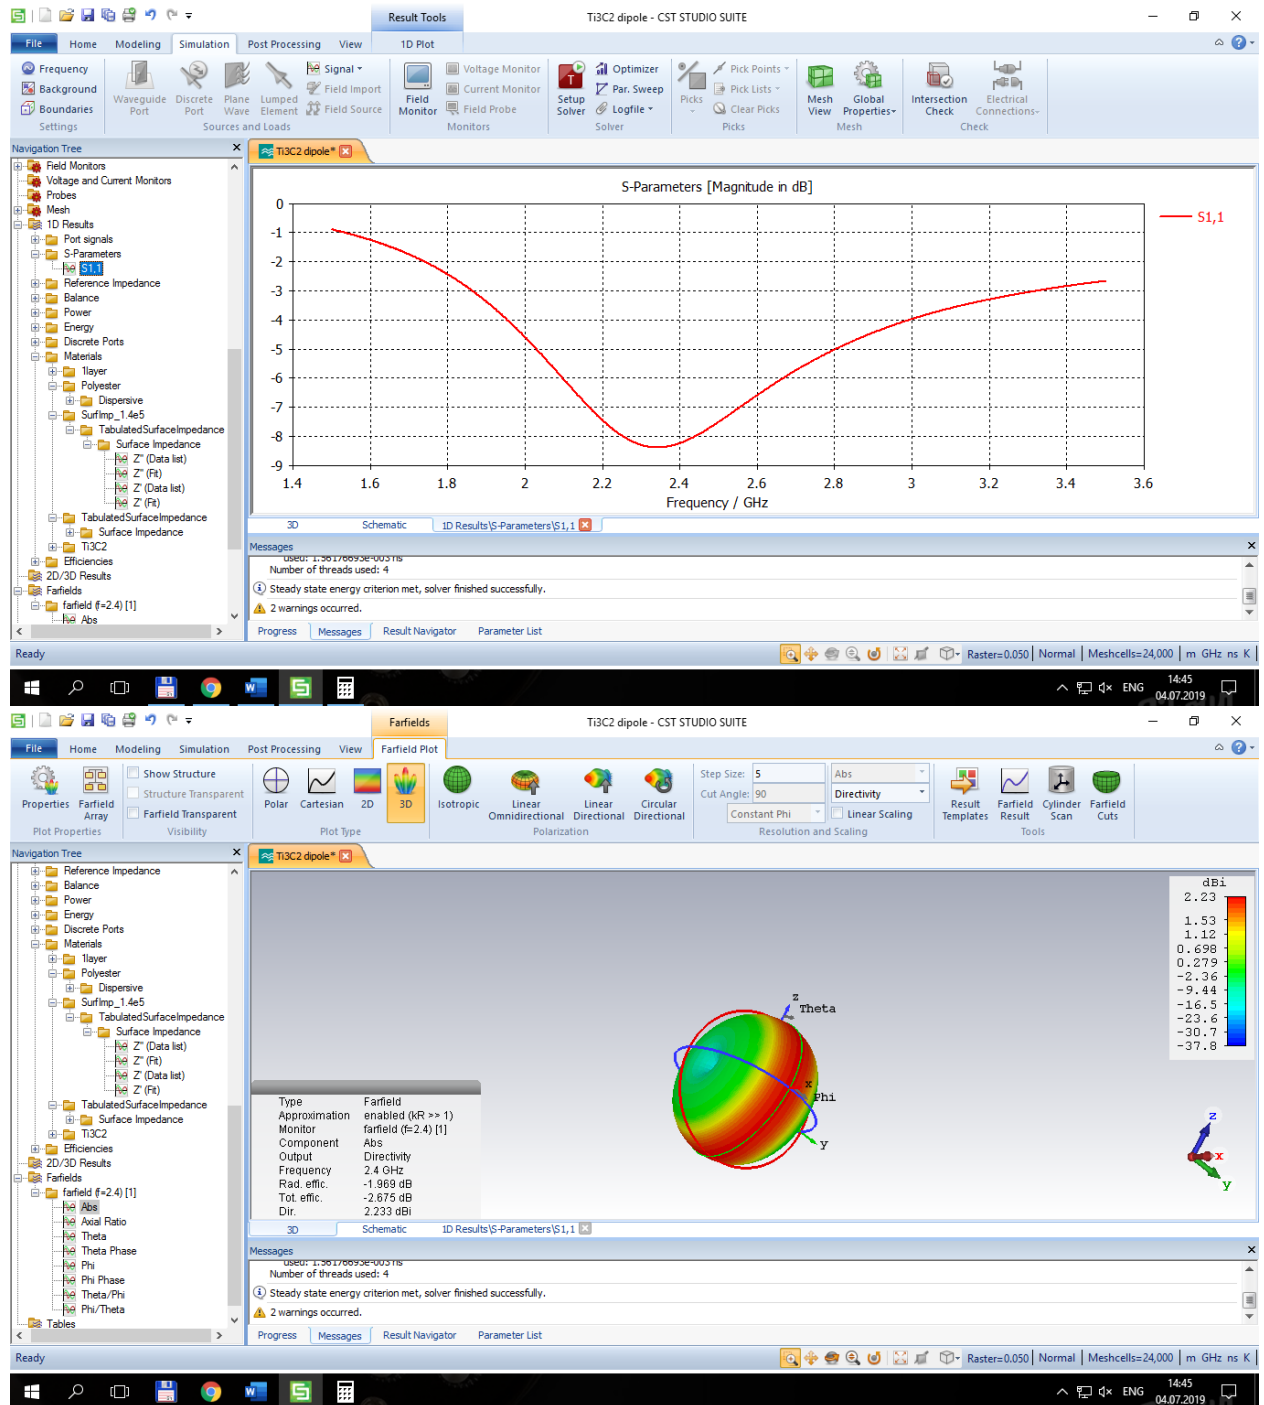 Result Tools
Ti3C2 dipole - CST STUDIO SUITE
File Home Modeling Simulation Post Processing View 1D Plot
Frequency
Background
Boundaries
Settings
Waveguide Port
Discrete Port
Plane Wave
Lumped Element
Signal
Field Import
Field Source
Sources and Loads
Field Monitor
Voltage Monitor
Current Monitor
Field Probe
Monitors
Setup Solver
Optimizer
Par. Sweep
Logfile
Solver
Picks
Pick Points
Pick Lists
Clear Picks
Picks
Mesh View
Global Properties
Mesh
Intersection Check
Electrical Connections
Check
Navigation Tree
Ti3C2 dipole*
Field Monitors
Voltage and Current Monitors
Probes
Mesh
1D Results
Port signals
S-Parameters
S1,1
Reference Impedance
Balance
Power
Energy
Discrete Ports
Materials
1layer
Polyester
Dispersive
SurfImp_1.4e5
TabulatedSurfaceImpedance
Surface Impedance
Z'' (Data list)
Z'' (Fit)
Z' (Data list)
Z' (Fit)
TabulatedSurfaceImpedance
Surface Impedance
Ti3C2
Efficiencies
2D/3D Results
Farfields
farfield (f=2.4) [1]
Abs
S-Parameters [Magnitude in dB]
S1,1
0
-1
-2
-3
-4
-5
-6
-7
-8
-9
1.4 1.6 1.8 2 2.2 2.4 2.6 2.8 3 3.2 3.4 3.6
Frequency / GHz
3D Schematic 1D Results\S-Parameters\S1,1
Messages
used: 1.56176693e-003 ns
Number of threads used: 4
Steady state energy criterion met, solver finished successfully.
2 warnings occurred.
Progress Messages Result Navigator Parameter List
Ready
Raster=0.050 Normal Meshcells=24,000 m GHz ns K
ENG
14:45
04.07.2019
Farfields
Ti3C2 dipole - CST STUDIO SUITE
File Home Modeling Simulation Post Processing View Farfield Plot
Properties
Farfield Array
Plot Properties
Show Structure
Structure Transparent
Farfield Transparent
Visibility
Polar
Cartesian
2D
3D
Plot Type
Isotropic
Linear Omnidirectional
Linear Directional
Circular Directional
Polarization
Step Size: 5
Cut Angle: 90
Constant Phi
Abs
Directivity
Linear Scaling
Resolution and Scaling
Result Templates
Farfield Result
Cylinder Scan
Farfield Cuts
Tools
Navigation Tree
Ti3C2 dipole*
Reference Impedance
Balance
Power
Energy
Discrete Ports
Materials
1layer
Polyester
Dispersive
SurfImp_1.4e5
TabulatedSurfaceImpedance
Surface Impedance
Z'' (Data list)
Z'' (Fit)
Z' (Data list)
Z' (Fit)
TabulatedSurfaceImpedance
Surface Impedance
Ti3C2
Efficiencies
2D/3D Results
Farfields
farfield (f=2.4) [1]
Abs
Axial Ratio
Theta
Theta Phase
Phi
Phi Phase
Theta/Phi
Phi/Theta
Tables
dBi
2.23
1.53
1.12
0.698
0.279
-2.36
-9.44
-16.5
-23.6
-30.7
-37.8
z
Theta
x
Phi
y
z
x
y
Type Farfield
Approximation enabled (kR >> 1)
Monitor farfield (f=2.4) [1]
Component Abs
Output Directivity
Frequency 2.4 GHz
Rad. effic. -1.969 dB
Tot. effic. -2.675 dB
Dir. 2.233 dBi
3D Schematic 1D Results\S-Parameters\S1,1
Messages
used: 1.56176693e-003 ns
Number of threads used: 4
Steady state energy criterion met, solver finished successfully.
2 warnings occurred.
Progress Messages Result Navigator Parameter List
Ready
Raster=0.050 Normal Meshcells=24,000 m GHz ns K
ENG
14:45
04.07.2019